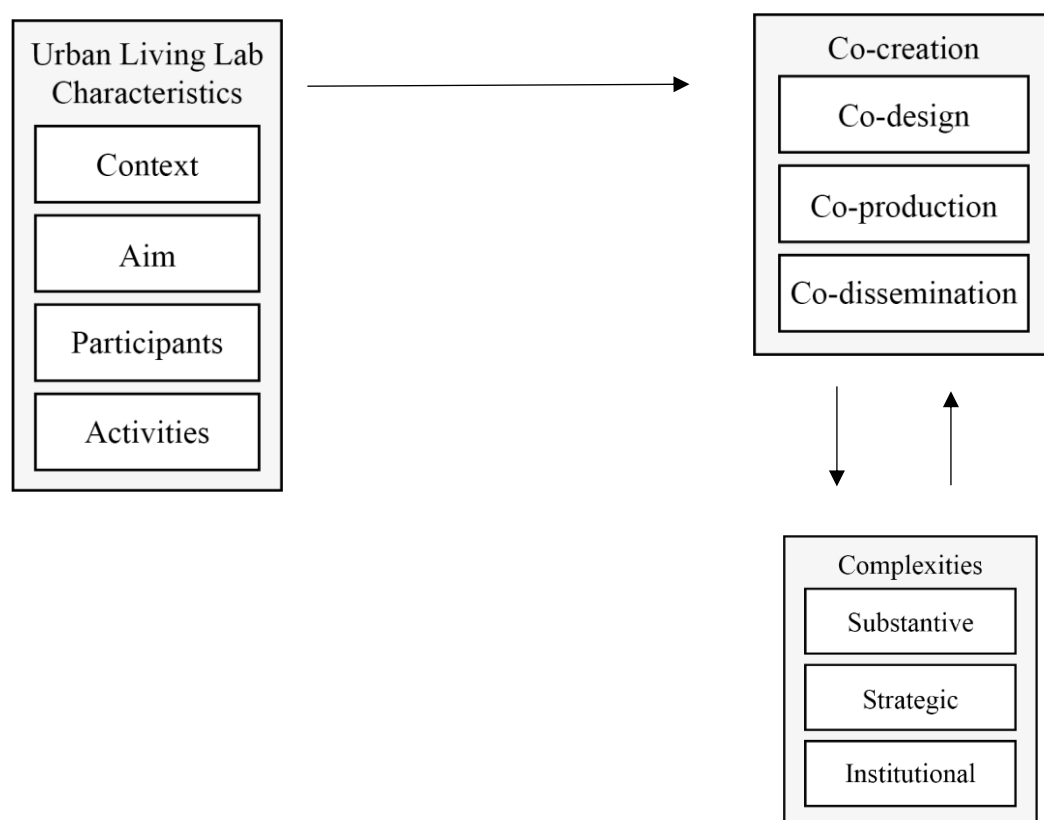 Urban Living Lab
Characteristics
Context
Aim
Participants
Activities
Co-creation
Co-design
Co-production
Co-dissemination
Complexities
Substantive
Strategic
Institutional